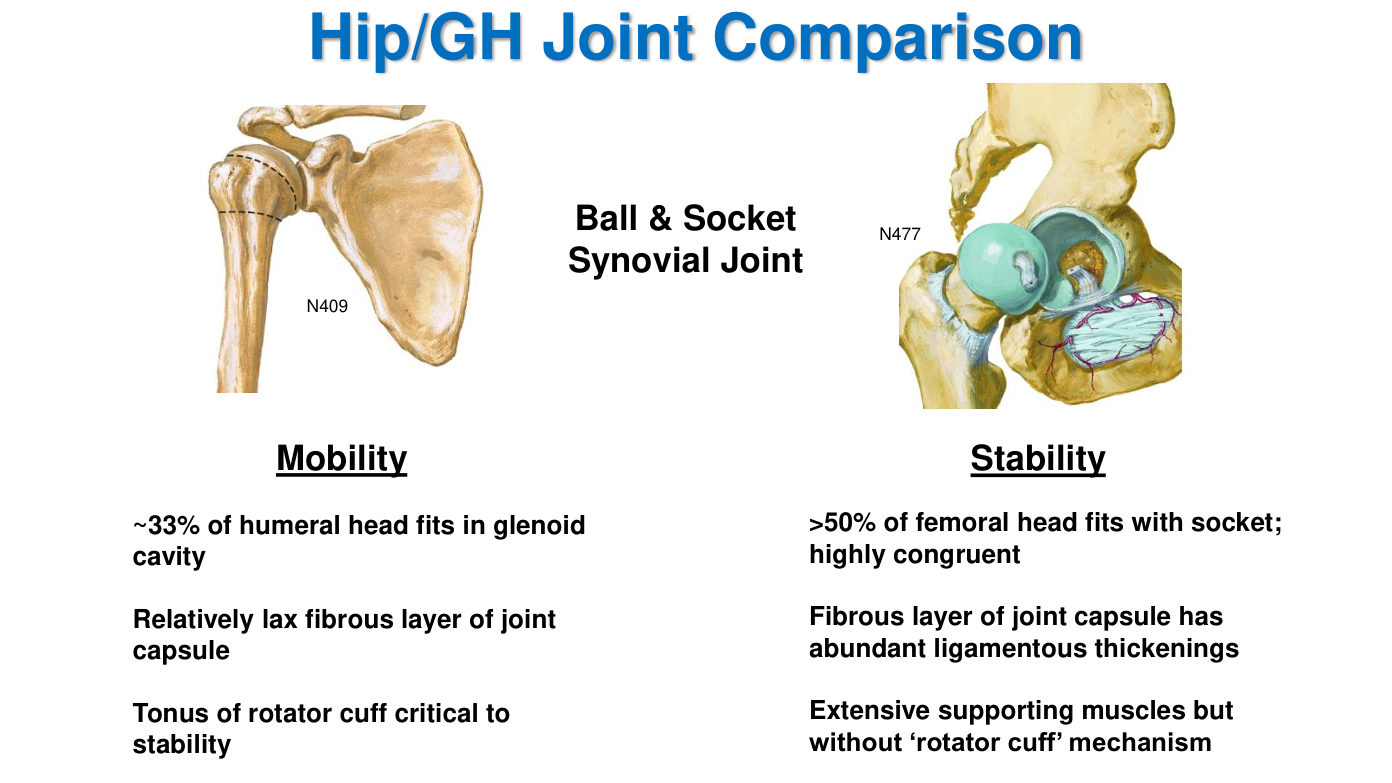 Hip/GH Joint Comparison
Ball & Socket
Synovial Joint
N409
N477
Mobility
~33% of humeral head fits in glenoid
cavity
Relatively lax fibrous layer of joint
capsule
Tonus of rotator cuff critical to
stability
Stability
>50% of femoral head fits with socket;
highly congruent
Fibrous layer of joint capsule has
abundant ligamentous thickenings
Extensive supporting muscles but
without ‘rotator cuff’ mechanism